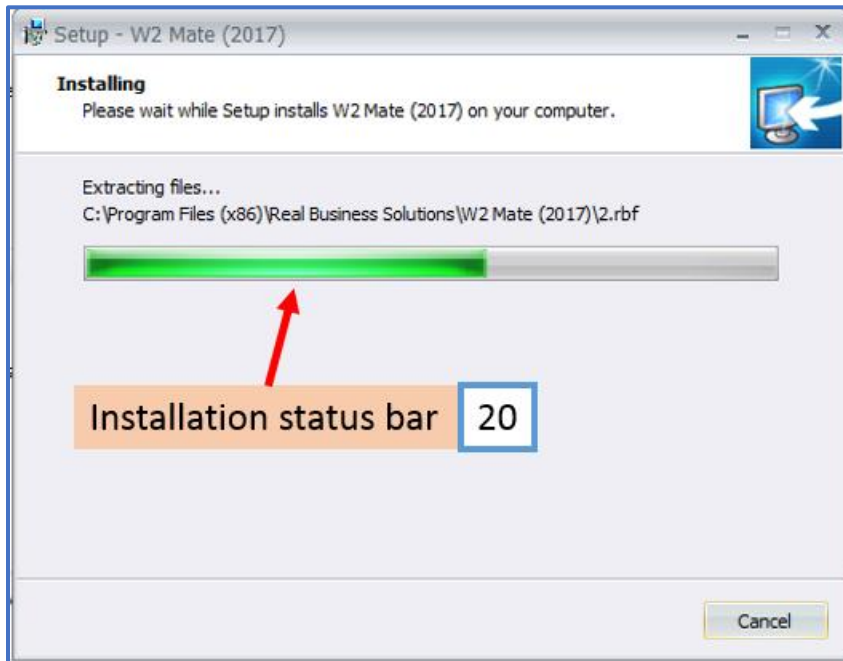 Setup - W2 Mate (2017)
Installing
Please wait while Setup installs W2 Mate (2017) on your computer.
Extracting files...
C:\Program Files (x86)\Real Business Solutions\W2 Mate (2017)\2.rbf
Installation status bar 20
Cancel